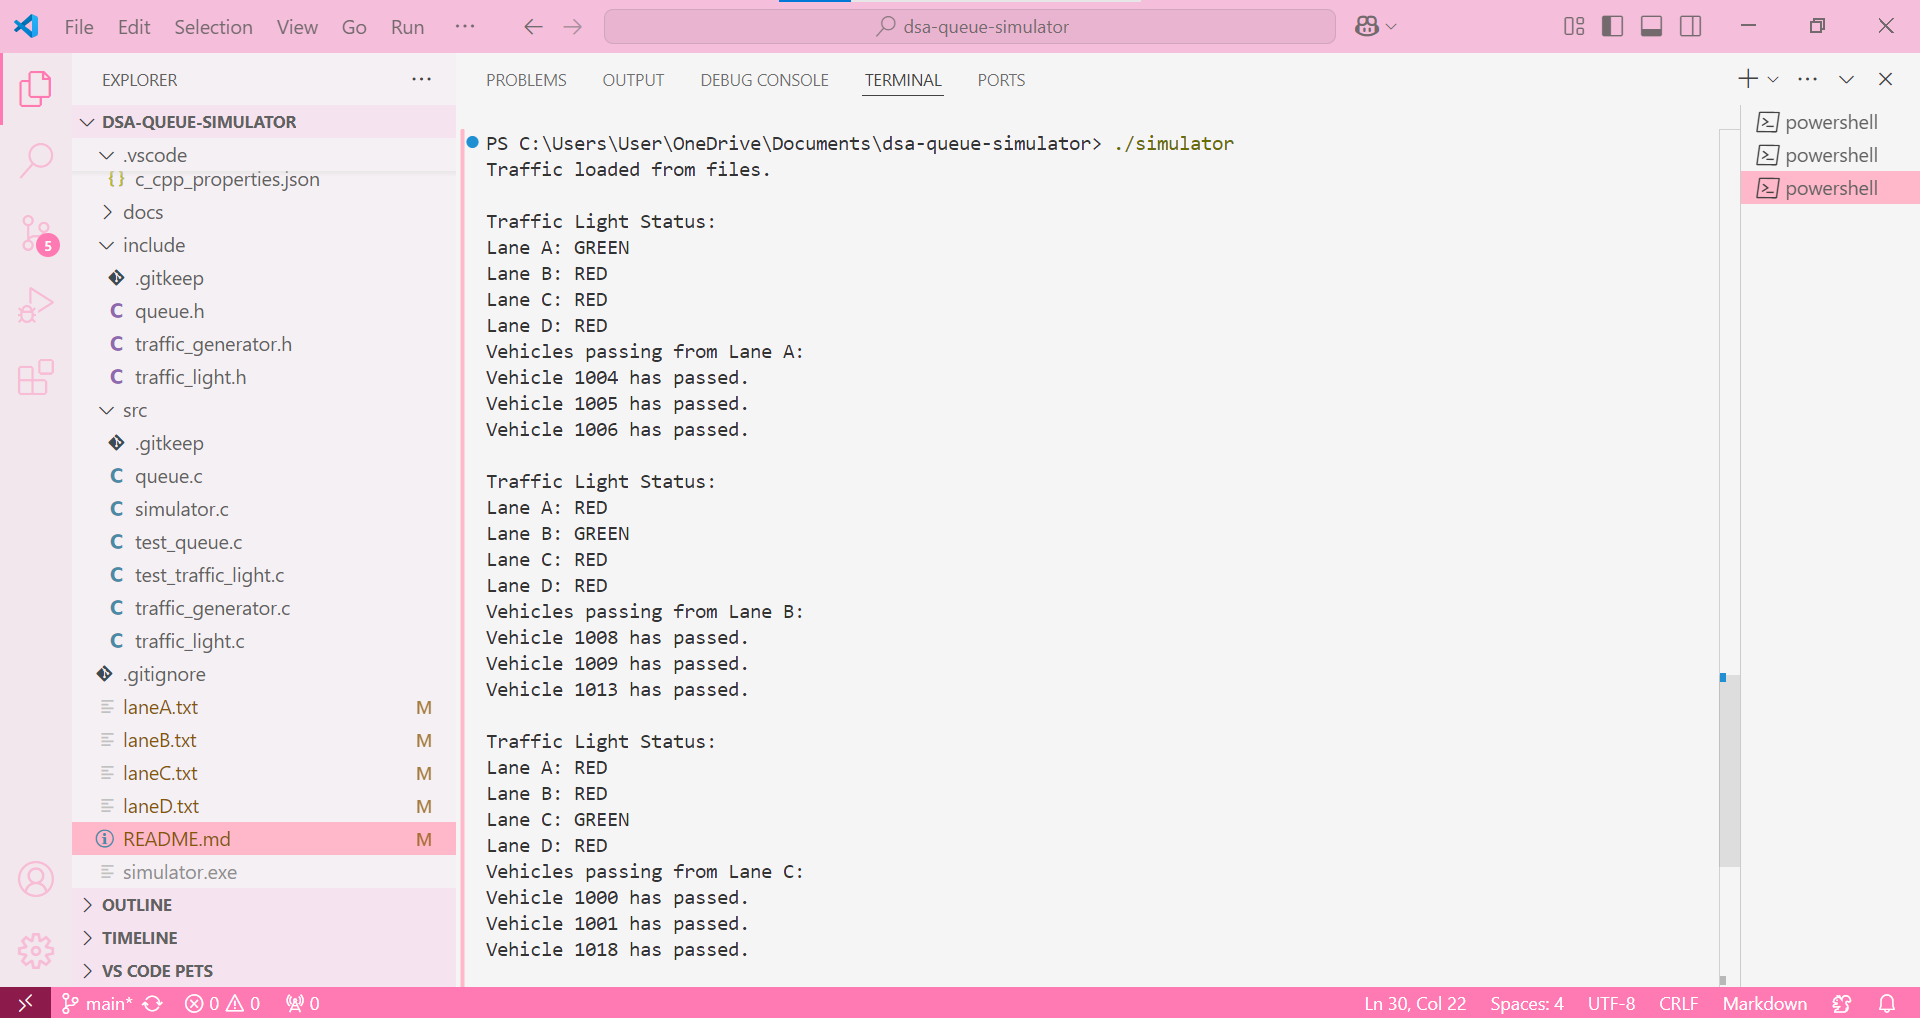 File Edit Selection View Go Run ··· dsa-queue-simulator
EXPLORER ···
DSA-QUEUE-SIMULATOR
.vscode
{} c_cpp_properties.json
docs
include
.gitkeep
C queue.h
C traffic_generator.h
C traffic_light.h
src
.gitkeep
C queue.c
C simulator.c
C test_queue.c
C test_traffic_light.c
C traffic_generator.c
C traffic_light.c
.gitignore
laneA.txt M
laneB.txt M
laneC.txt M
laneD.txt M
README.md M
simulator.exe
OUTLINE
TIMELINE
VS CODE PETS
5
PROBLEMS OUTPUT DEBUG CONSOLE TERMINAL PORTS
PS C:\Users\User\OneDrive\Documents\dsa-queue-simulator> ./simulator
Traffic loaded from files.
Traffic Light Status:
Lane A: GREEN
Lane B: RED
Lane C: RED
Lane D: RED
Vehicles passing from Lane A:
Vehicle 1004 has passed.
Vehicle 1005 has passed.
Vehicle 1006 has passed.
Traffic Light Status:
Lane A: RED
Lane B: GREEN
Lane C: RED
Lane D: RED
Vehicles passing from Lane B:
Vehicle 1008 has passed.
Vehicle 1009 has passed.
Vehicle 1013 has passed.
Traffic Light Status:
Lane A: RED
Lane B: RED
Lane C: GREEN
Lane D: RED
Vehicles passing from Lane C:
Vehicle 1000 has passed.
Vehicle 1001 has passed.
Vehicle 1018 has passed.
powershell
powershell
powershell
main* 0 0 0 Ln 30, Col 22 Spaces: 4 UTF-8 CRLF Markdown